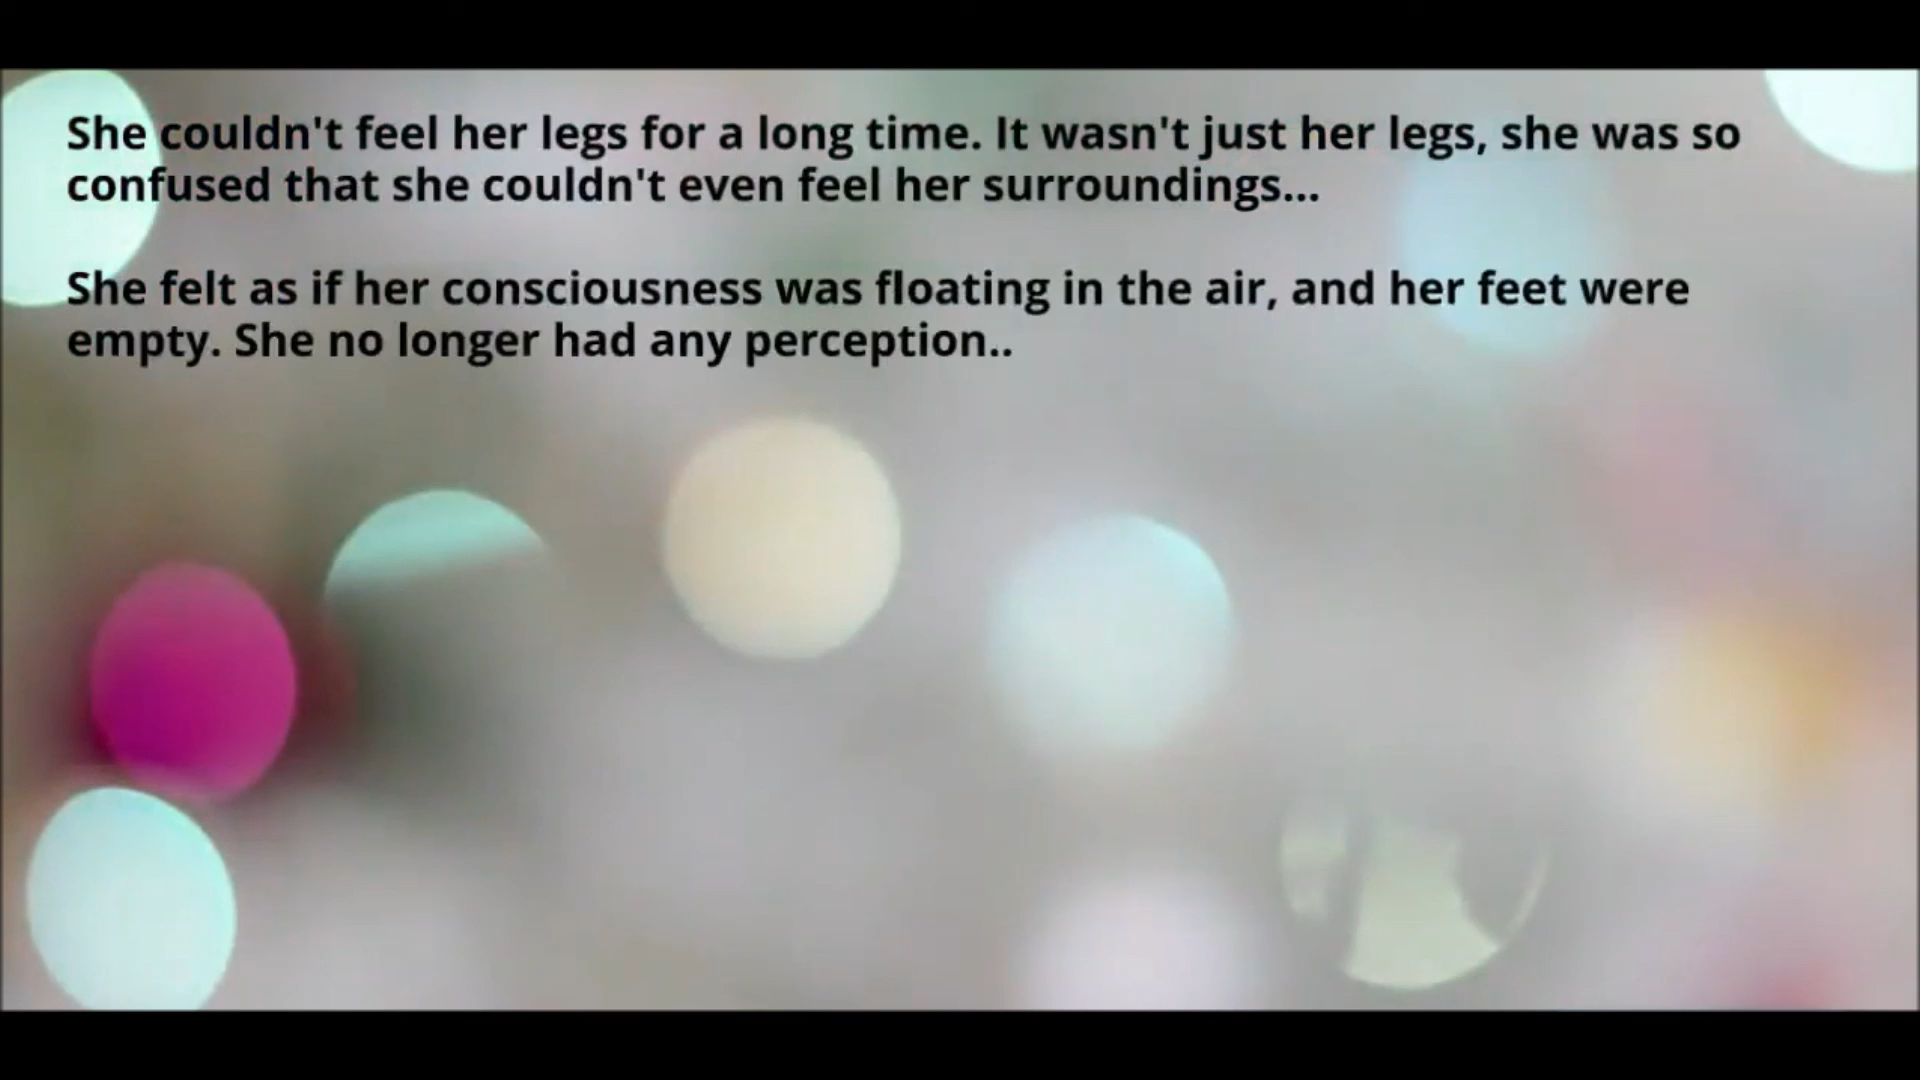 She couldn't feel her legs for a long time. It wasn't just her legs, she was so
confused that she couldn't even feel her surroundings...
She felt as if her consciousness was floating in the air, and her feet were
empty. She no longer had any perception..